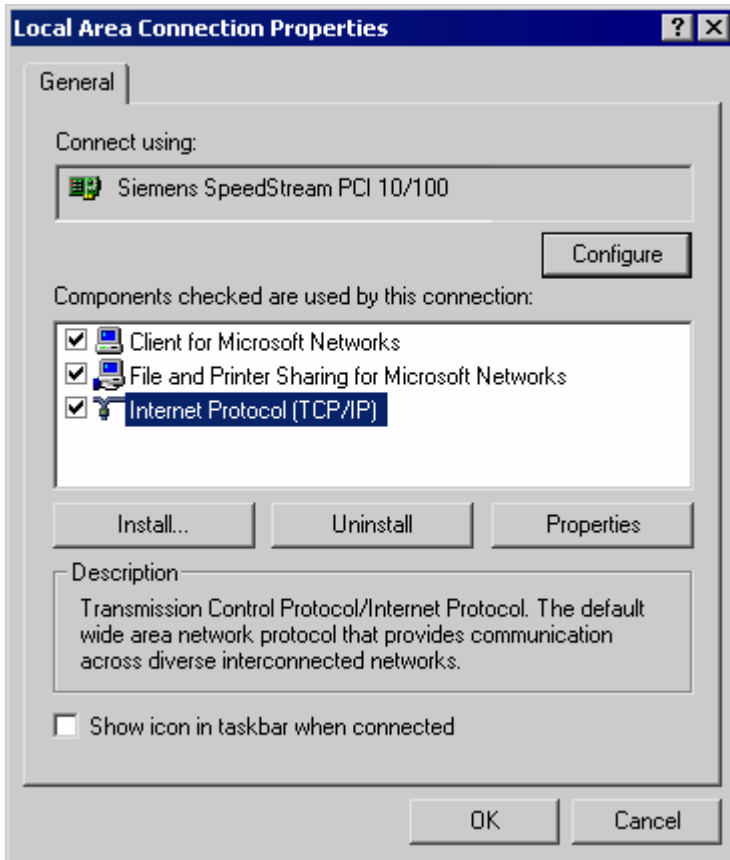 Local Area Connection Properties
General
Connect using:
Siemens SpeedStream PCI 10/100
Configure
Components checked are used by this connection:
Client for Microsoft Networks
File and Printer Sharing for Microsoft Networks
Internet Protocol (TCP/IP)
Install... Uninstall Properties
Description
Transmission Control Protocol/Internet Protocol. The default
wide area network protocol that provides communication
across diverse interconnected networks.
Show icon in taskbar when connected
OK Cancel